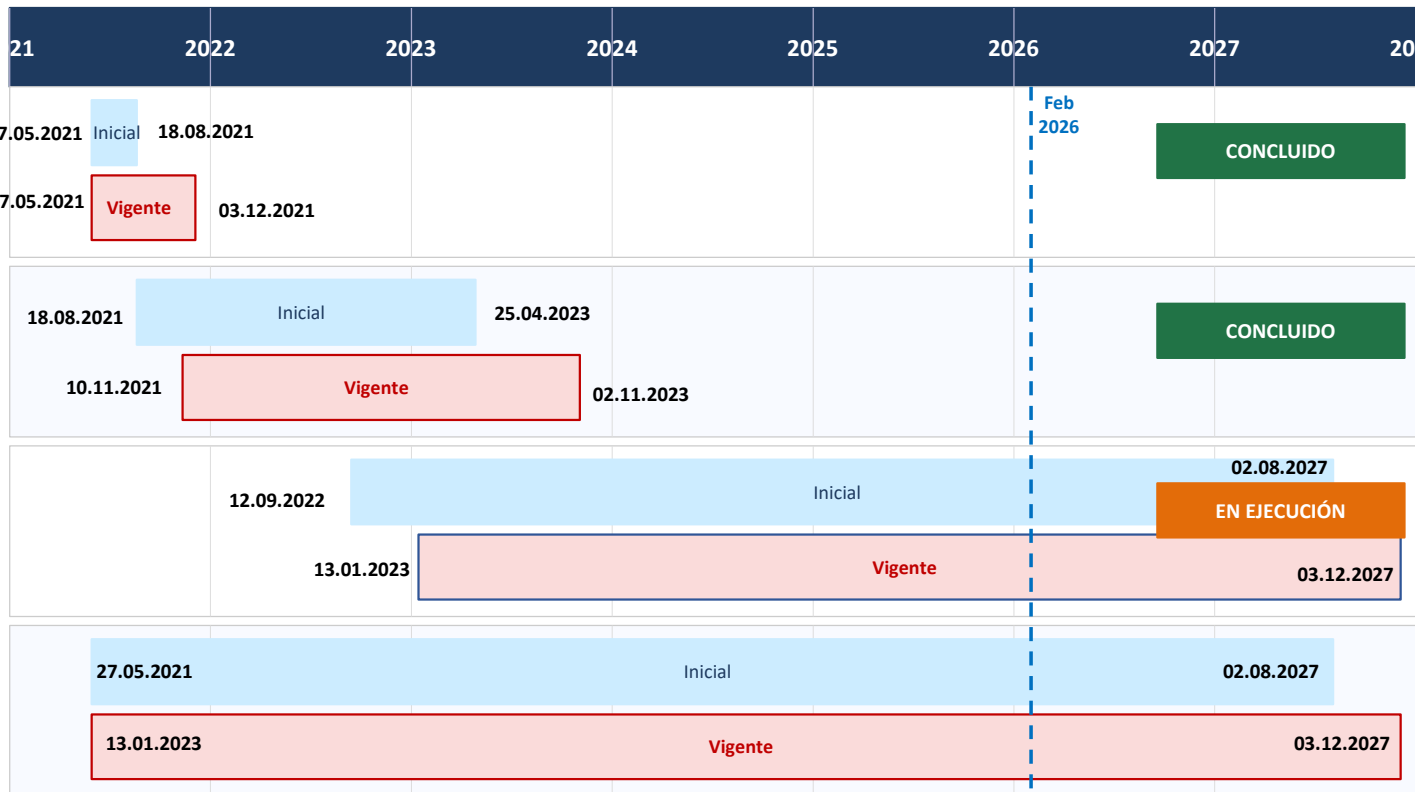 21 2022 2023 2024 2025 2026 2027 20
Feb
2026
7.05.2021 Inicial 18.08.2021
CONCLUIDO
7.05.2021 Vigente 03.12.2021
18.08.2021 Inicial 25.04.2023
CONCLUIDO
10.11.2021 Vigente 02.11.2023
02.08.2027
12.09.2022 Inicial
EN EJECUCIÓN
13.01.2023 Vigente 03.12.2027
27.05.2021 Inicial 02.08.2027
13.01.2023 Vigente 03.12.2027